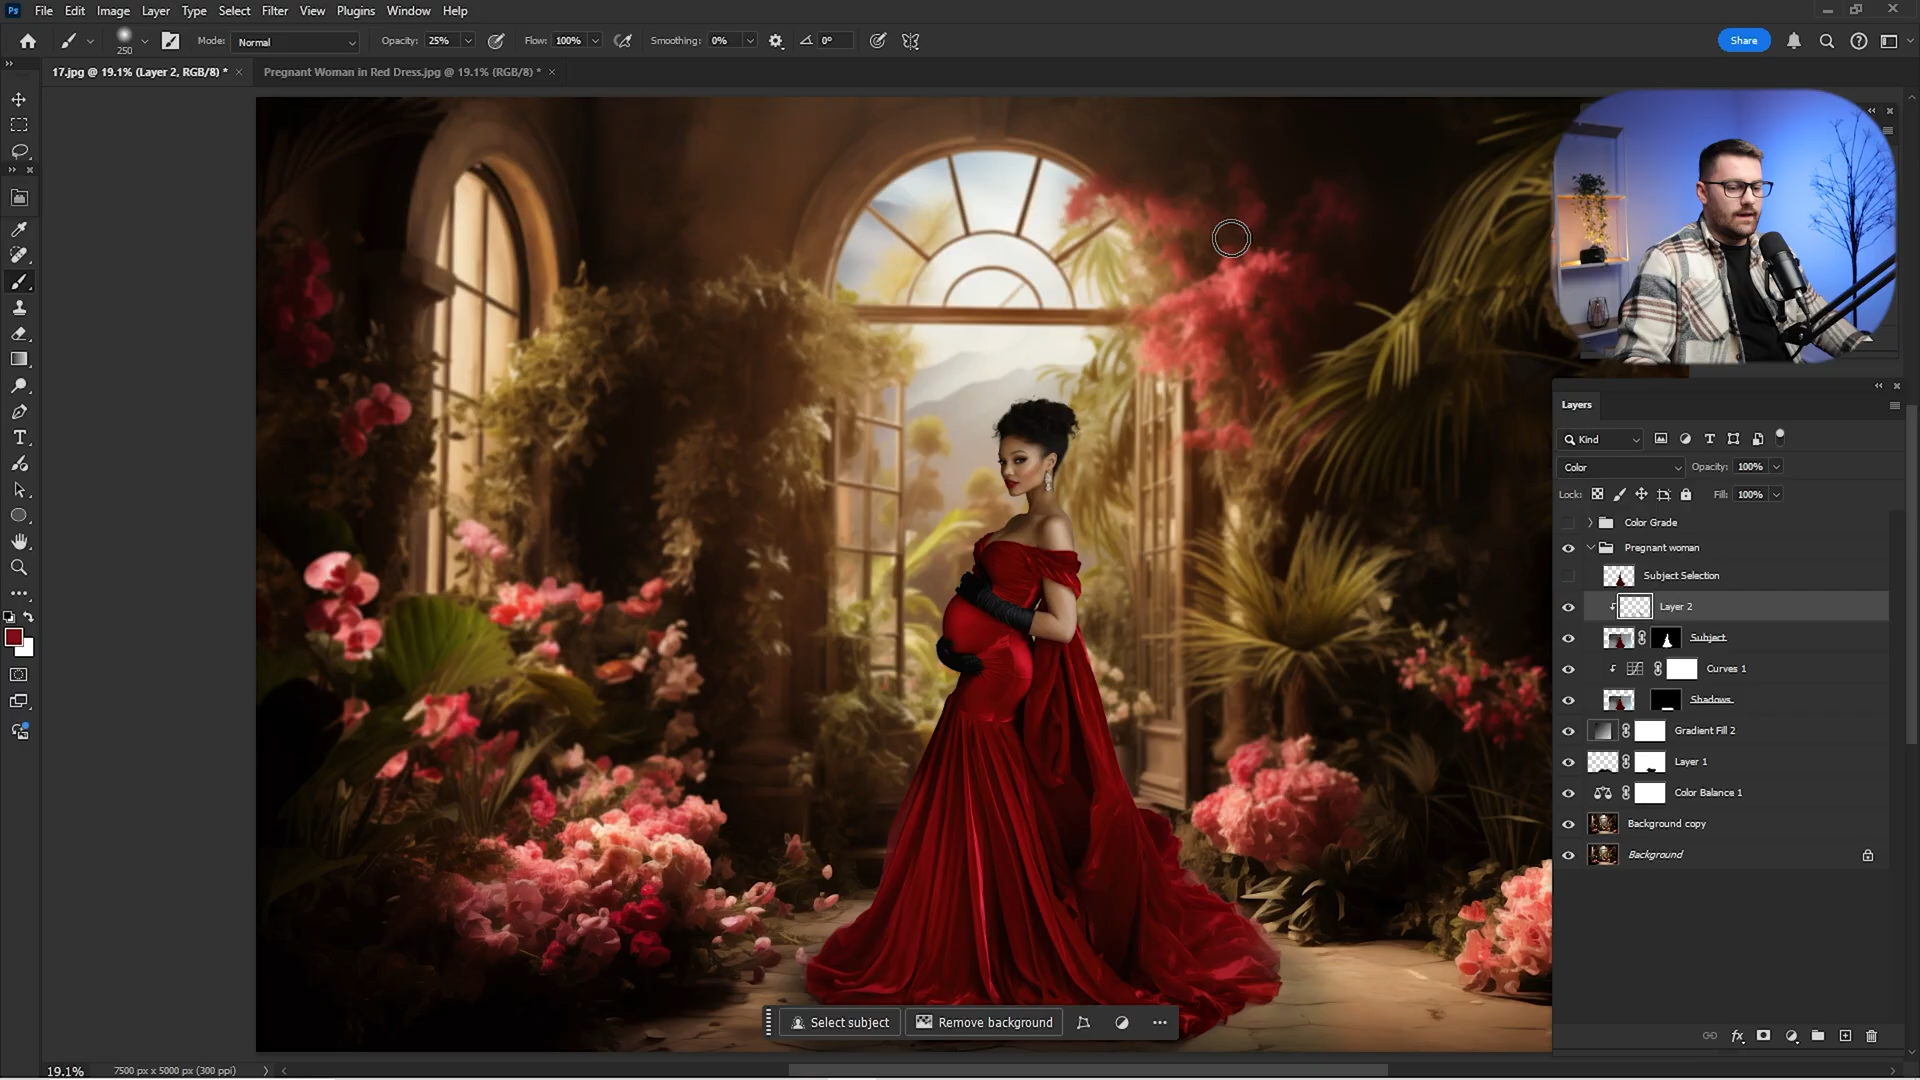 Ps File Edit Image Layer Type Select Filter View Plugins Window Help
250 Mode: Normal Opacity: 25% Flow: 100% Smoothing: 0% 0° Share
17.jpg @ 19.1% (Layer 2, RGB/8) * × Pregnant Woman in Red Dress.jpg @ 19.1% (RGB/8) * ×
Layers
Kind
Color Opacity: 100%
Lock: Fill: 100%
Color Grade
Pregnant woman
Subject Selection
Layer 2
Subject
Curves 1
Shadows
Gradient Fill 2
Layer 1
Color Balance 1
Background copy
Background
Select subject Remove background
19.1% 7500 px x 5000 px (300 ppi)